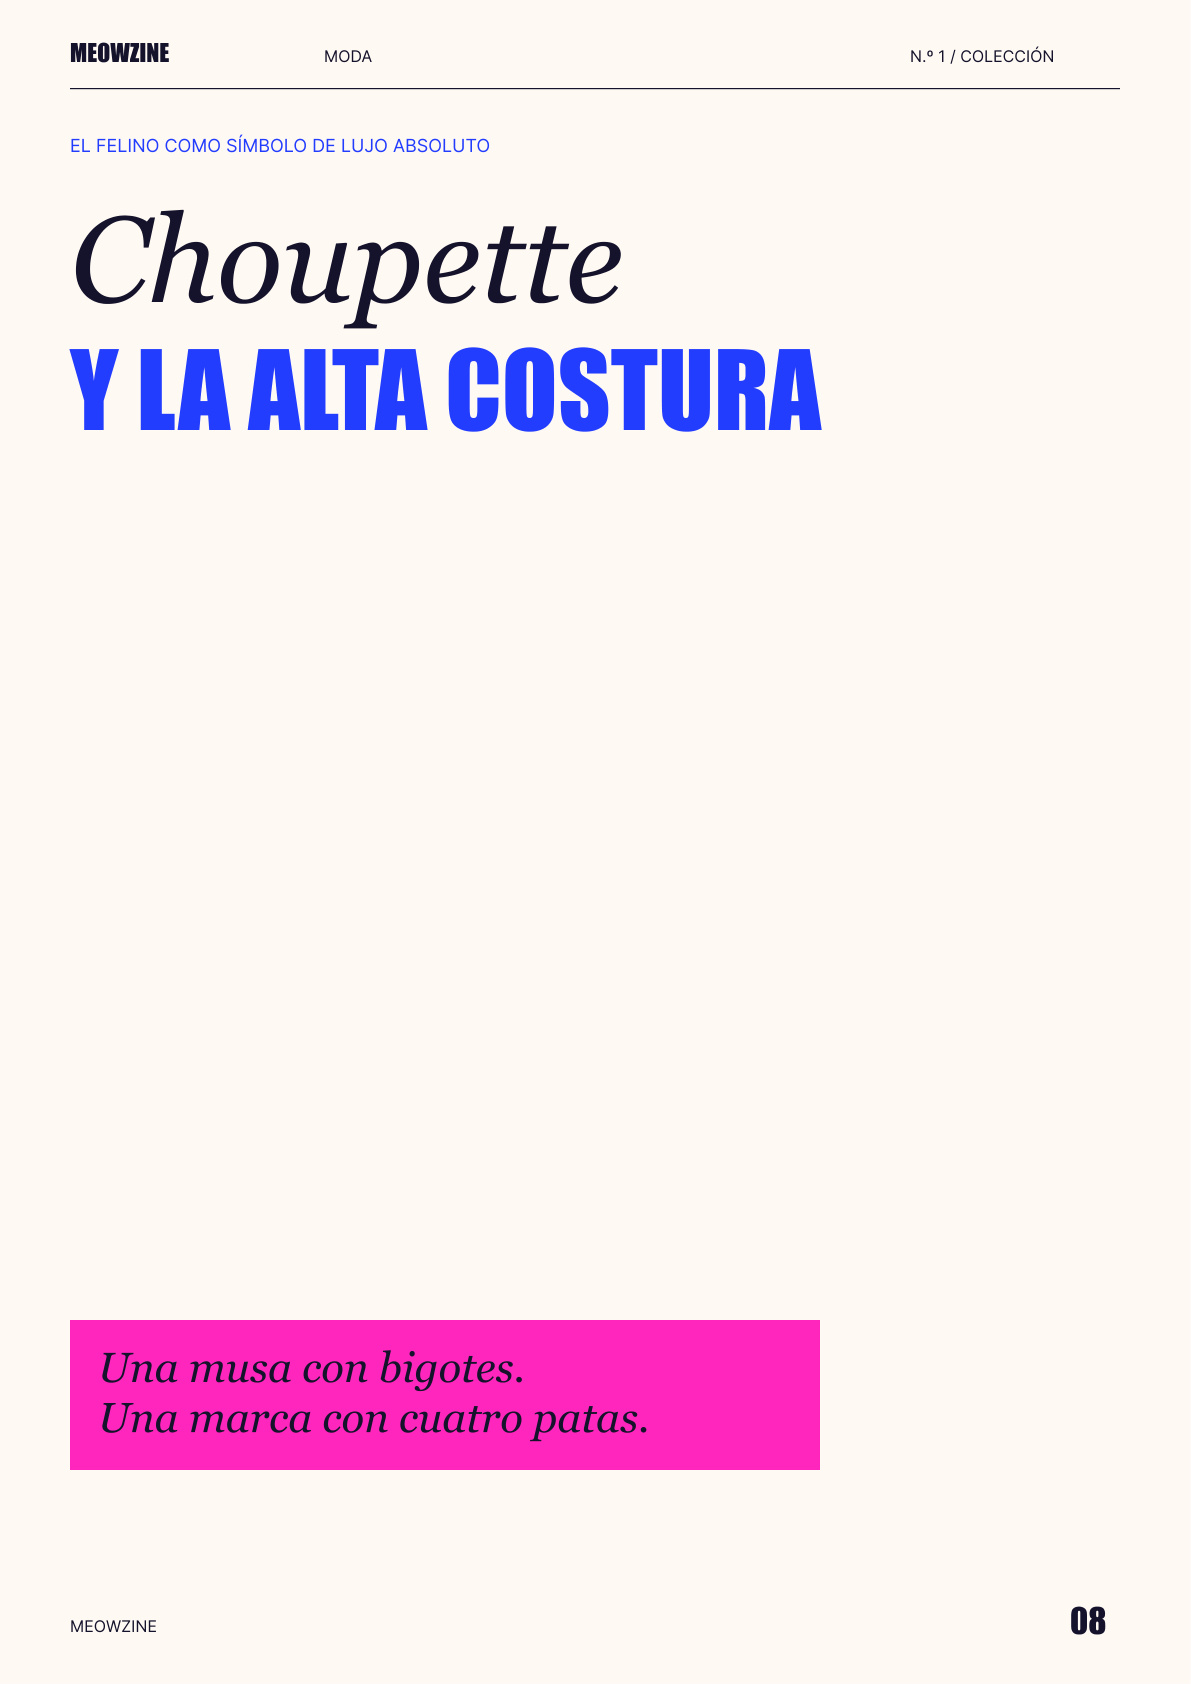 MEOWZINE MODA N.º 1 / COLECCIÓN
EL FELINO COMO SÍMBOLO DE LUJO ABSOLUTO
Choupette
Y LA ALTA COSTURA
Una musa con bigotes.
Una marca con cuatro patas.
MEOWZINE 08